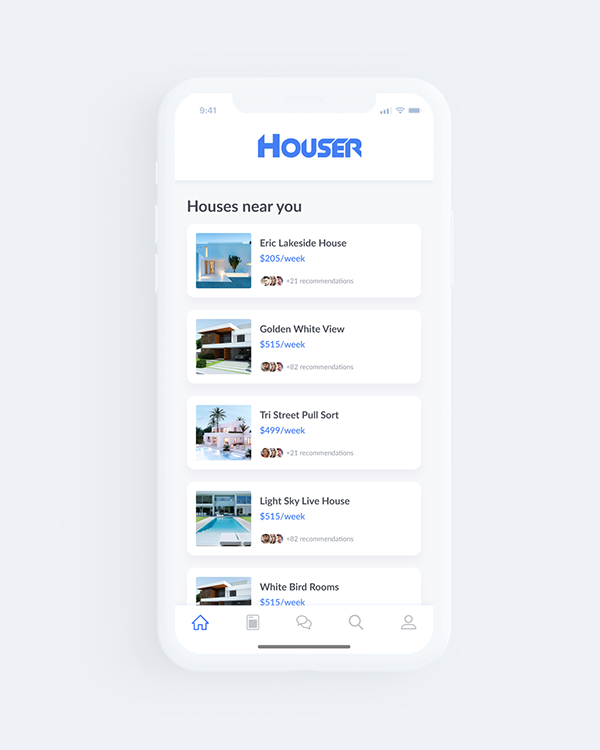 9:41
HOUSER
Houses near you
Eric Lakeside House
$205/week
+21 recommendations
Golden White View
$515/week
+82 recommendations
Tri Street Pull Sort
$499/week
+21 recommendations
Light Sky Live House
$515/week
+82 recommendations
White Bird Rooms
$515/week